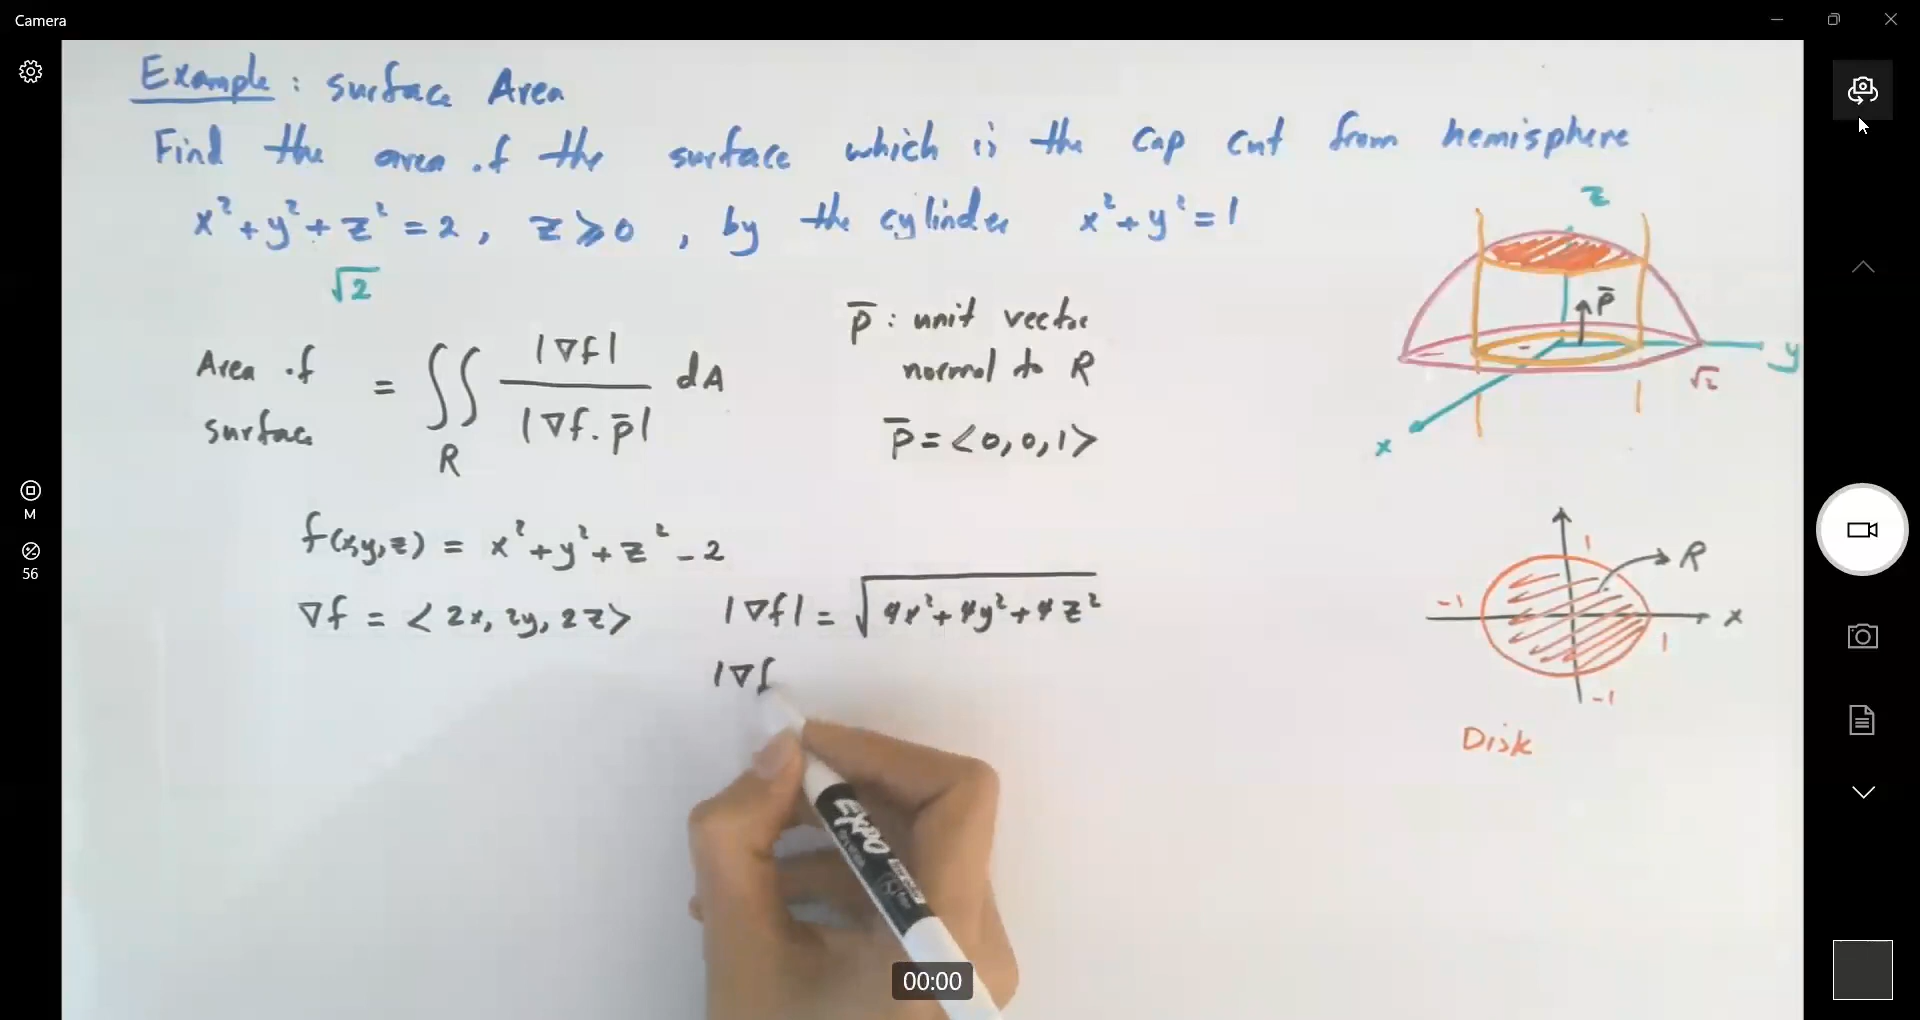 Camera
Example : Surface Area
Find the area of the surface which is the cap cut from hemisphere
x² + y² + z² = 2 , z ⩾ 0 , by the cylinder x² + y² = 1
√2
z
p̄
y
√2
x
Area of surface = ∬_R |∇f| / |∇f . p̄| dA
p̄ : unit vector
normal to R
p̄ = <0, 0, 1>
f(x,y,z) = x² + y² + z² - 2
∇f = < 2x, 2y, 2z > |∇f| = √(4x² + 4y² + 4z²)
|∇f
1
R
-1
x
1
-1
Disk
M
56
EXPO
00:00